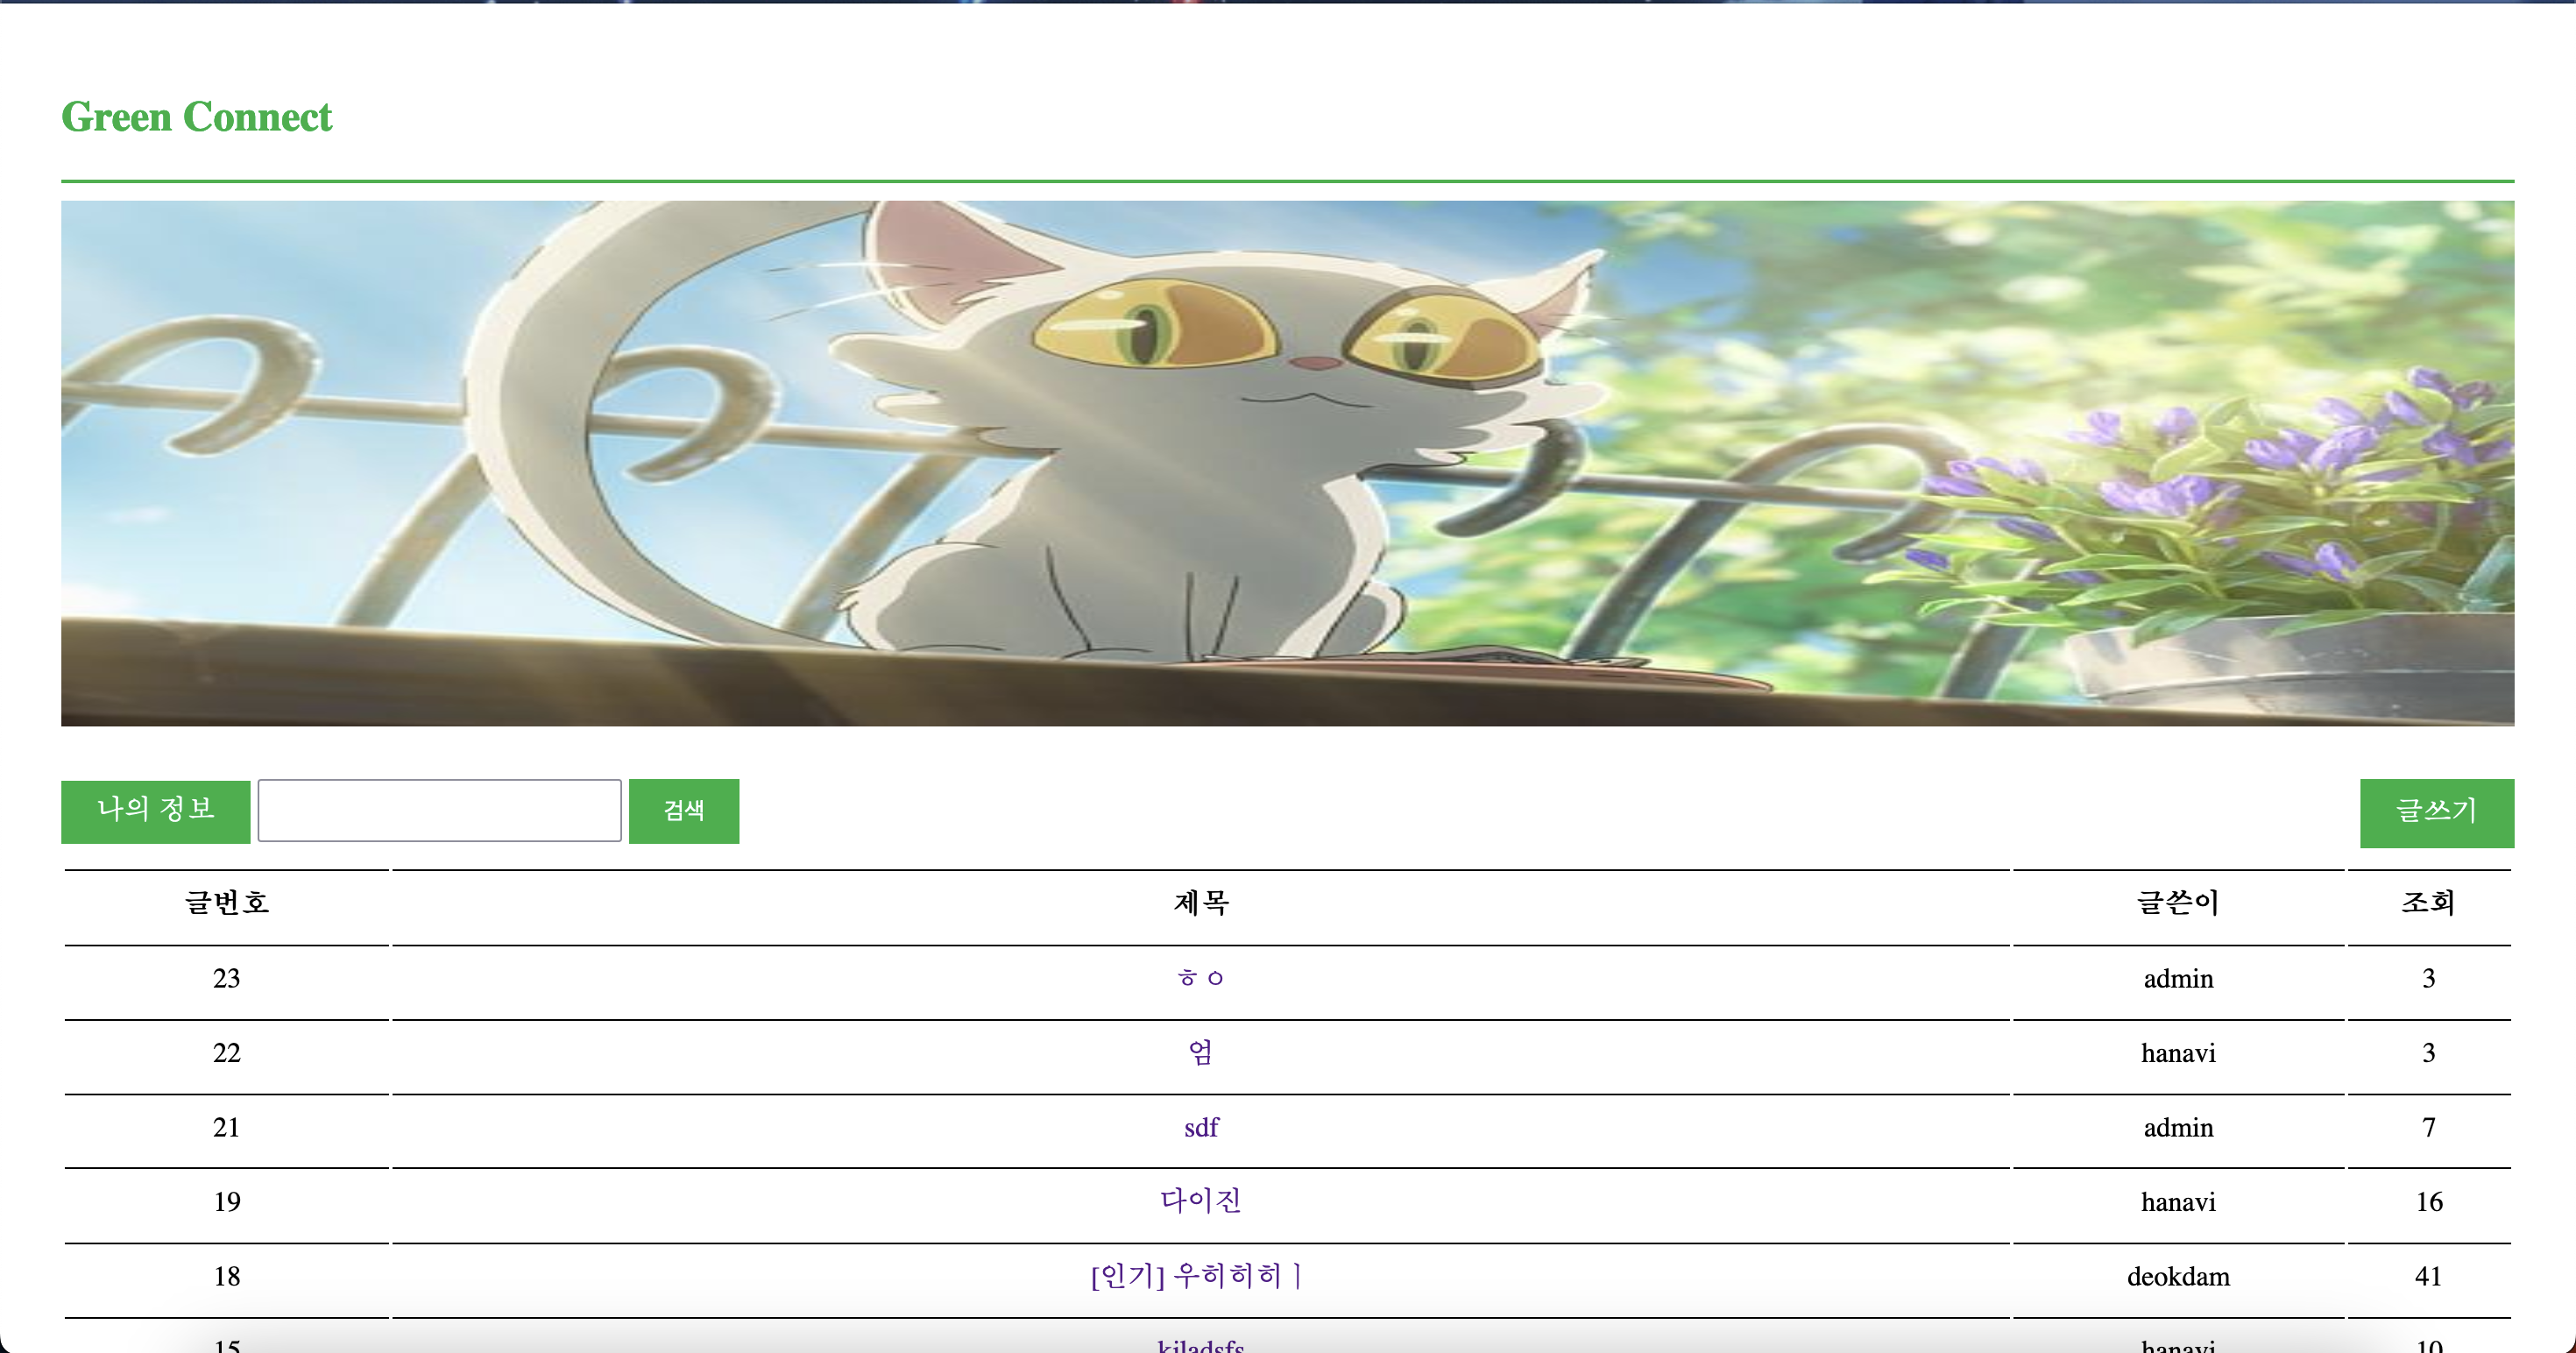 Green Connect
나의 정보 검색 글쓰기
글번호 제목 글쓴이 조회
23 ㅎㅇ admin 3
22 엄 hanavi 3
21 sdf admin 7
19 다이진 hanavi 16
18 [인기] 우히히히ㅣ deokdam 41
15 kjladsfs hanavi 10